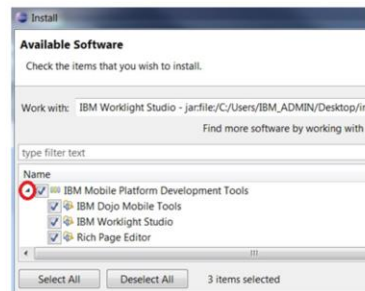 Install
Available Software
Check the items that you wish to install.
Work with: IBM Worklight Studio - jar:file:/C:/Users/IBM_ADMIN/Desktop/
Find more software by working with
type filter text
Name
IBM Mobile Platform Development Tools
IBM Dojo Mobile Tools
IBM Worklight Studio
Rich Page Editor
Select All Deselect All 3 items selected